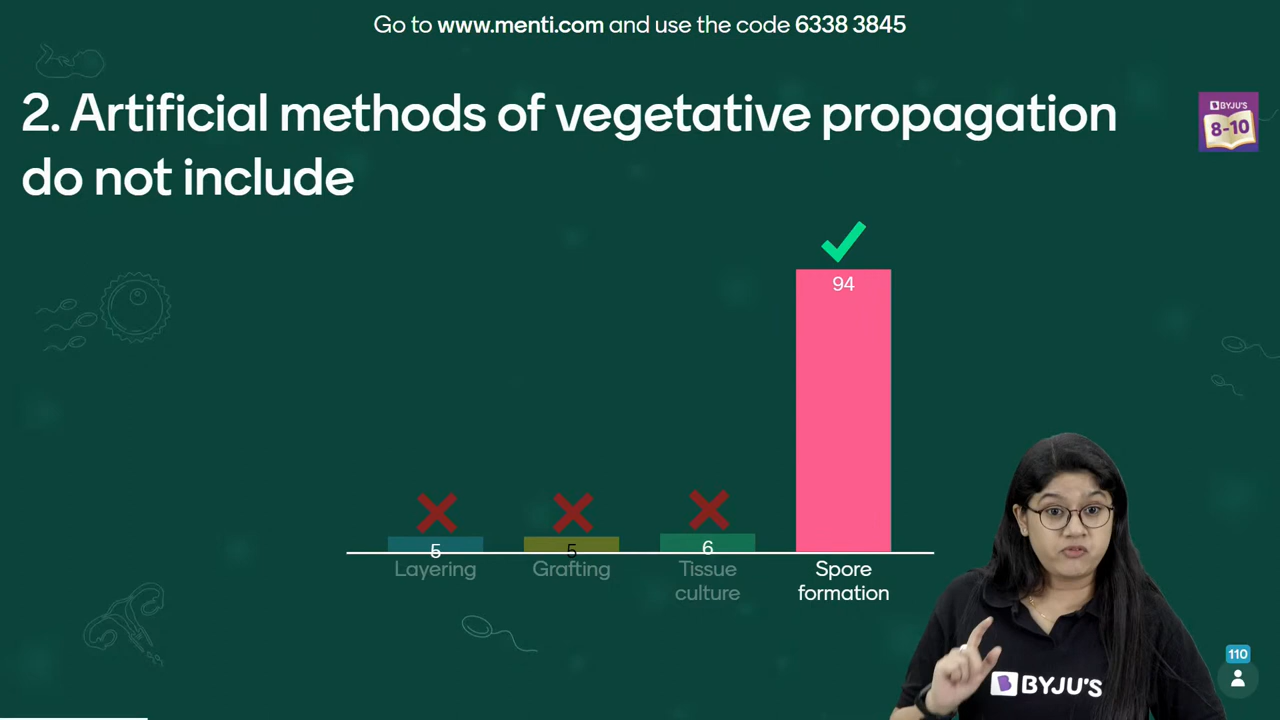 Go to www.menti.com and use the code 6338 3845
2. Artificial methods of vegetative propagation
do not include
BYJU'S
8-10
94
5
5
6
Layering
Grafting
Tissue
culture
Spore
formation
110
BYJU'S